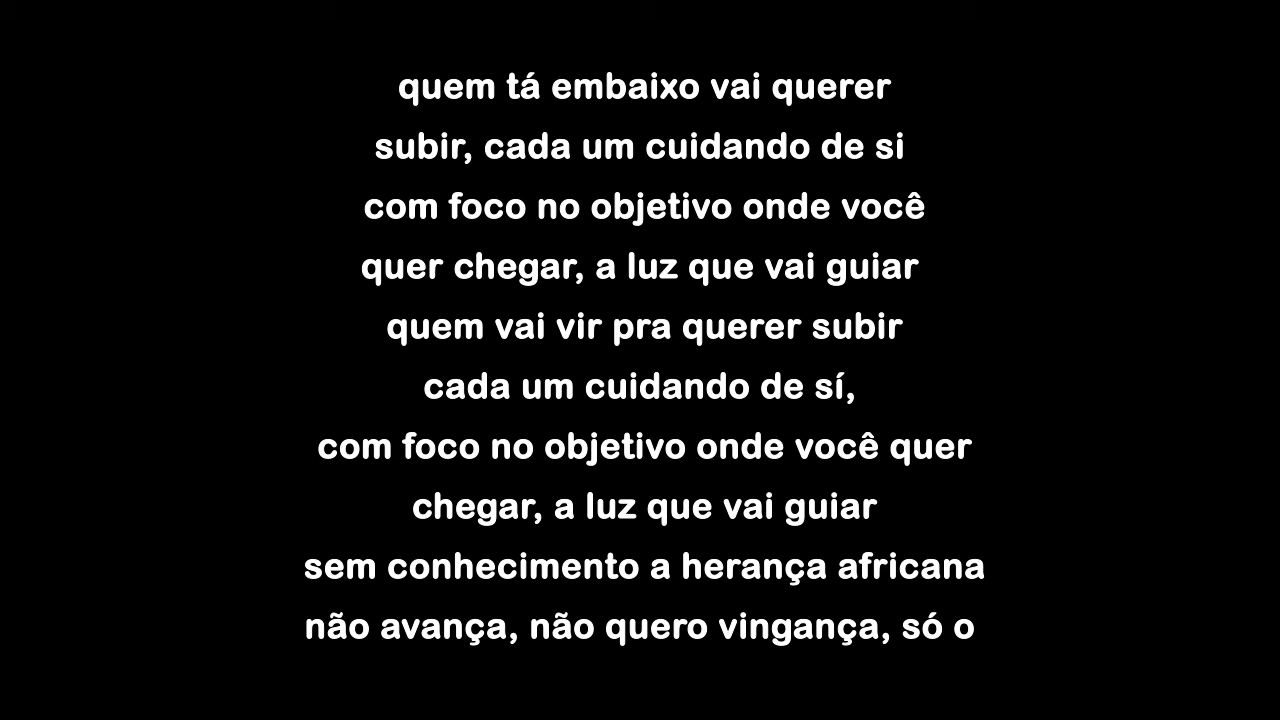 quem tá embaixo vai querer
subir, cada um cuidando de si
com foco no objetivo onde você
quer chegar, a luz que vai guiar
quem vai vir pra querer subir
cada um cuidando de sí,
com foco no objetivo onde você quer
chegar, a luz que vai guiar
sem conhecimento a herança africana
não avança, não quero vingança, só o